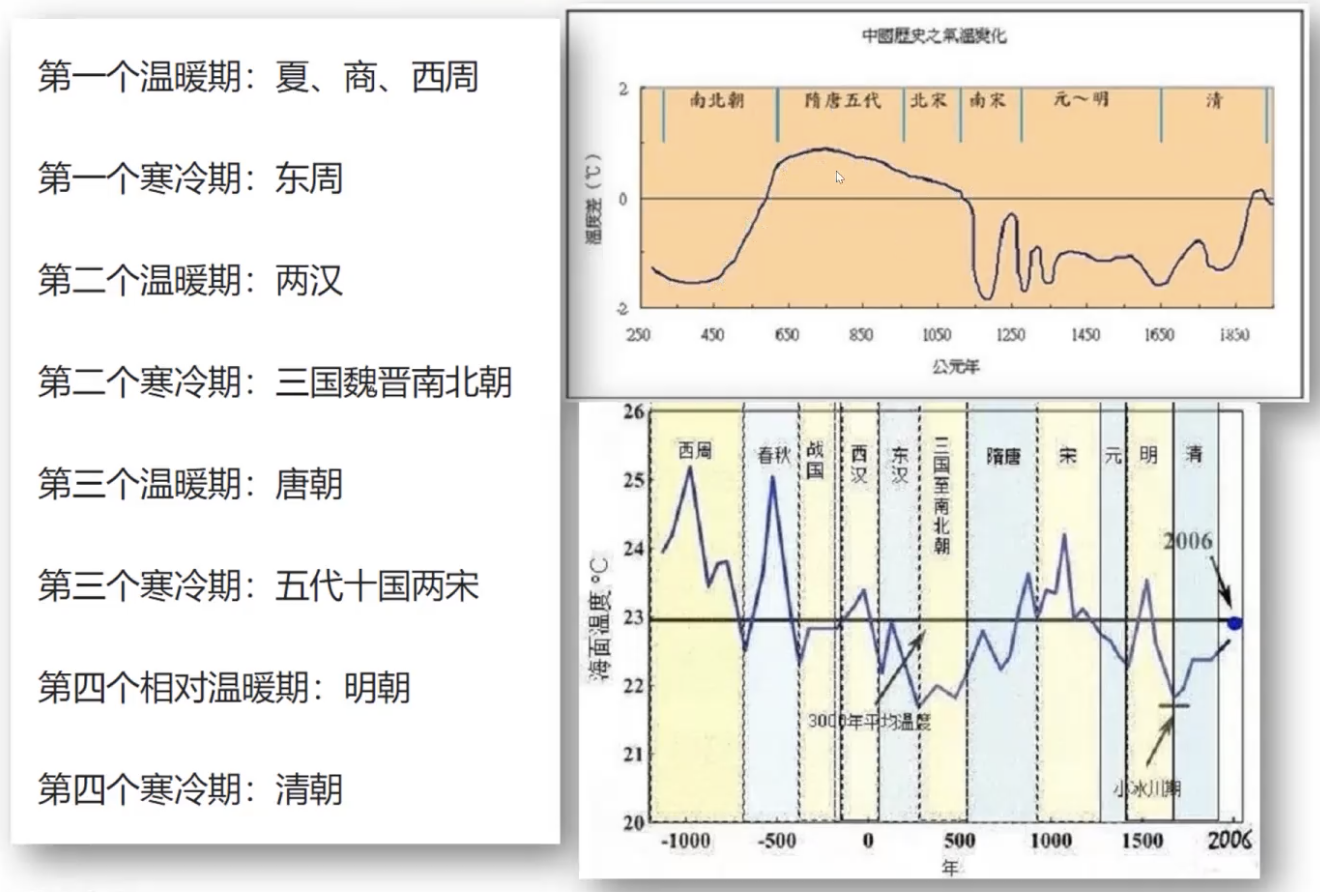 第一个温暖期：夏、商、西周
第一个寒冷期：东周
第二个温暖期：两汉
第二个寒冷期：三国魏晋南北朝
第三个温暖期：唐朝
第三个寒冷期：五代十国两宋
第四个相对温暖期：明朝
第四个寒冷期：清朝
中國歷史之氣溫變化
南北朝 隋唐五代 北宋 南宋 元～明 清
溫度差（℃）
2
0
-2
250 450 650 850 1050 1250 1450 1650 1850
公元年
西周 春秋 战国 西汉 东汉 三国至南北朝 隋唐 宋 元 明 清
海面温度 °C
26
25
24
23
22
21
20
2006
3000年平均温度
小冰川期
-1000 -500 0 500 1000 1500 2006
年